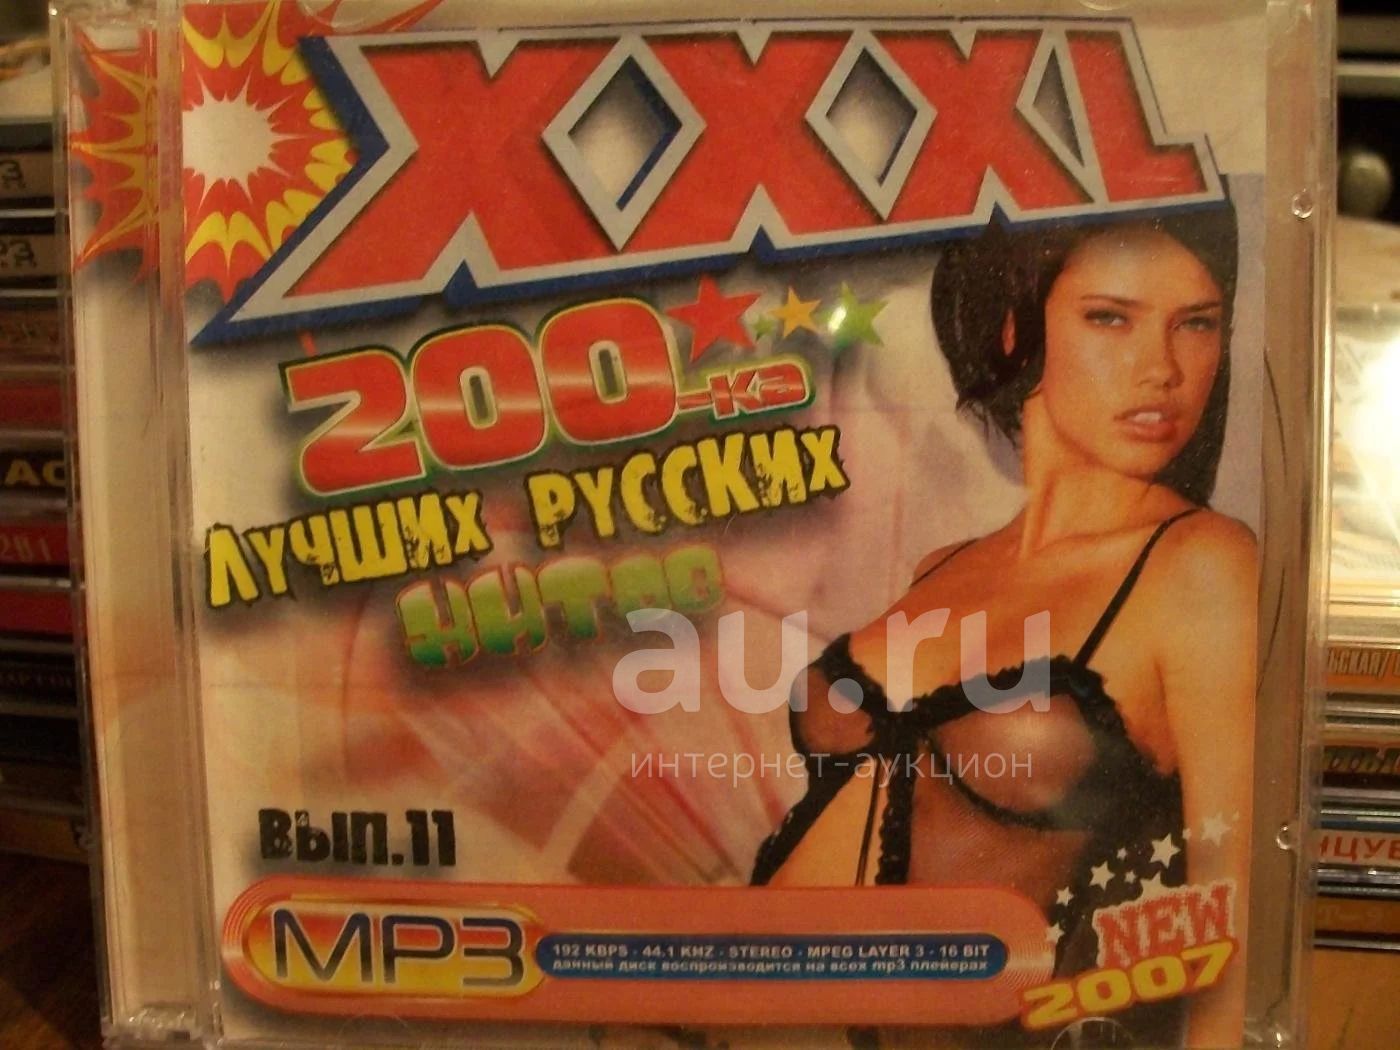 XXXL
200-ка
лучших русских
хитов
au.ru
интернет-аукцион
вып.11
MP3
192 KBPS - 44.1 KHZ - STEREO - MPEG LAYER 3 - 16 BIT
данный диск воспроизводится на всех mp3 плейерах
NEW
2007